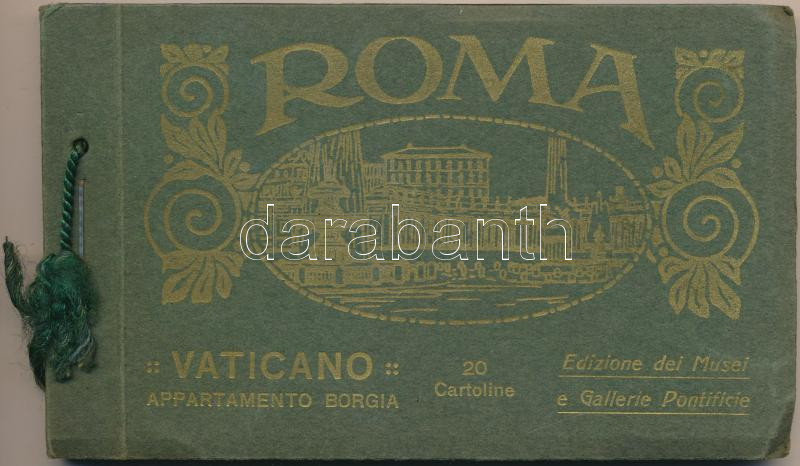 ROMA
darabanth
:: VATICANO ::
APPARTAMENTO BORGIA
20
Cartoline
Edizione dei Musei
e Gallerie Pontificie